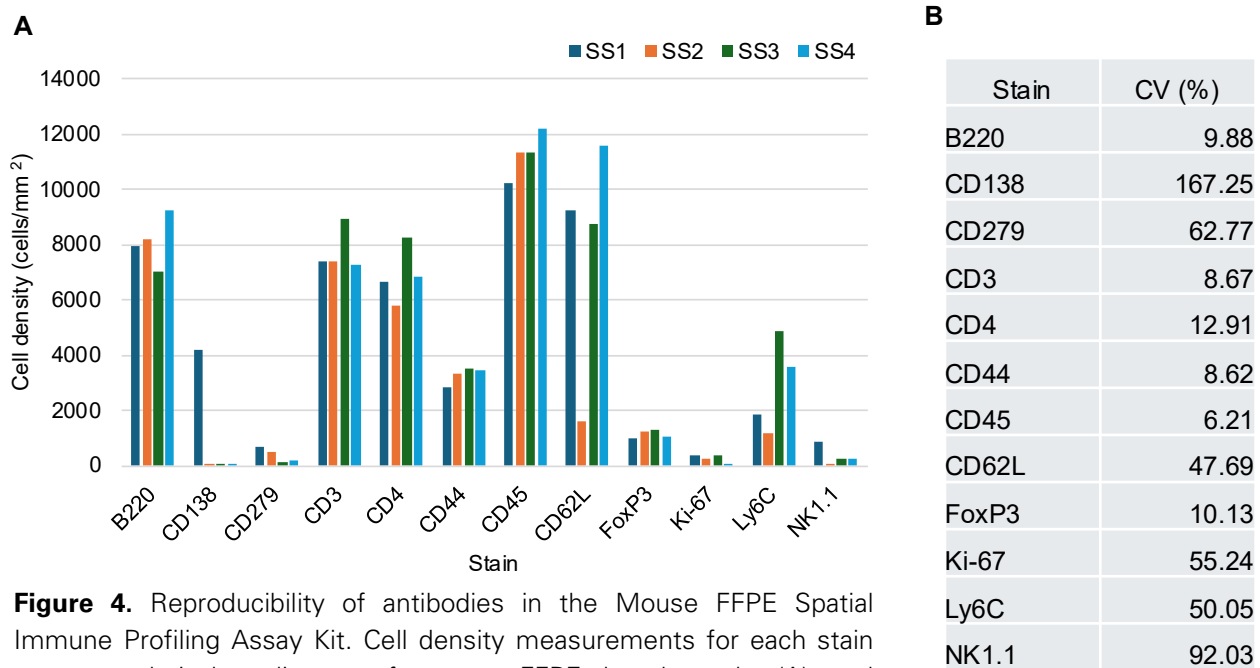 A
SS1 SS2 SS3 SS4
14000
12000
10000
8000
6000
4000
2000
0
Cell density (cells/mm²)
B220 CD138 CD279 CD3 CD4 CD44 CD45 CD62L FoxP3 Ki-67 Ly6C NK1.1
Stain
Figure 4. Reproducibility of antibodies in the Mouse FFPE Spatial
Immune Profiling Assay Kit. Cell density measurements for each stain
B
Stain CV (%)
B220 9.88
CD138 167.25
CD279 62.77
CD3 8.67
CD4 12.91
CD44 8.62
CD45 6.21
CD62L 47.69
FoxP3 10.13
Ki-67 55.24
Ly6C 50.05
NK1.1 92.03